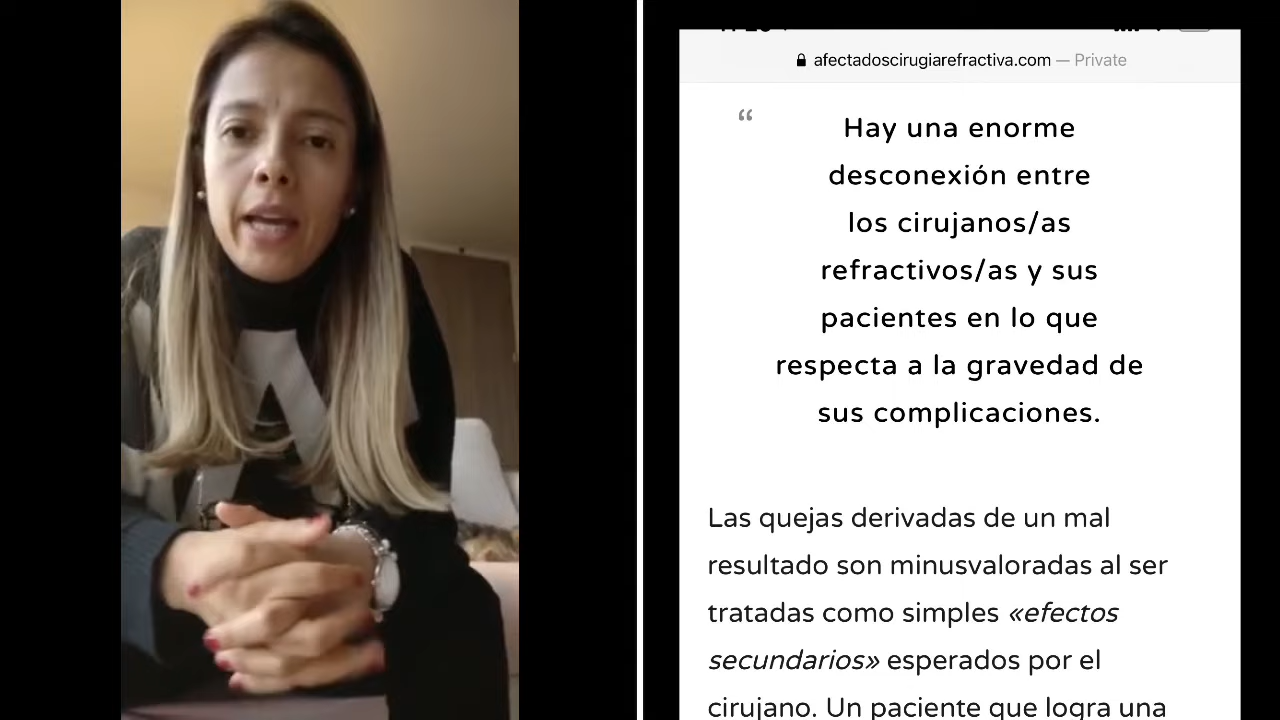 afectadoscirugiarefractiva.com — Private
“
Hay una enorme
desconexión entre
los cirujanos/as
refractivos/as y sus
pacientes en lo que
respecta a la gravedad de
sus complicaciones.
Las quejas derivadas de un mal
resultado son minusvaloradas al ser
tratadas como simples «efectos
secundarios» esperados por el
cirujano. Un paciente que logra una